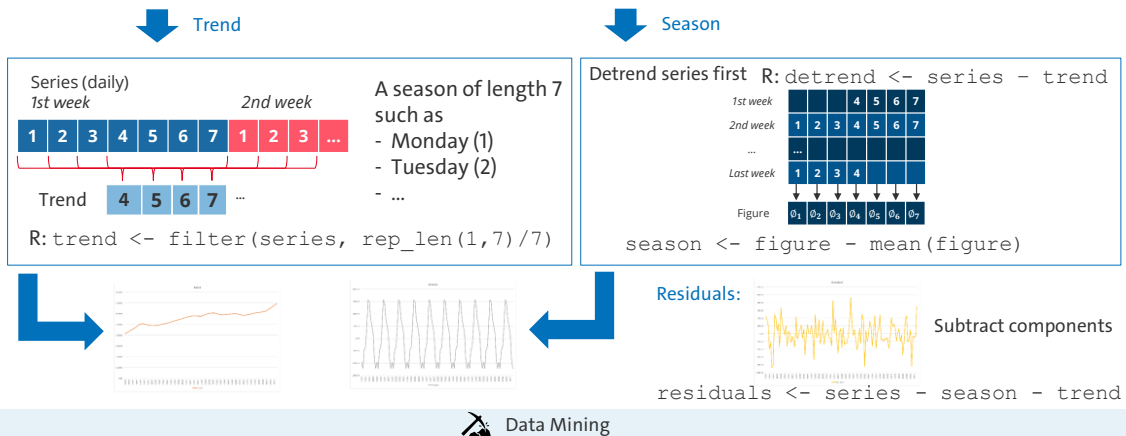 Trend
Season
Series (daily)
1st week 2nd week
1 2 3 4 5 6 7 1 2 3 ...
Trend 4 5 6 7 ...
A season of length 7
such as
- Monday (1)
- Tuesday (2)
- ...
R: trend <- filter(series, rep_len(1,7)/7)
Detrend series first R: detrend <- series – trend
1st week 4 5 6 7
2nd week 1 2 3 4 5 6 7
... ...
Last week 1 2 3 4
Figure Ø1 Ø2 Ø3 Ø4 Ø5 Ø6 Ø7
season <- figure - mean(figure)
Residuals:
Subtract components
residuals <- series - season - trend
Data Mining